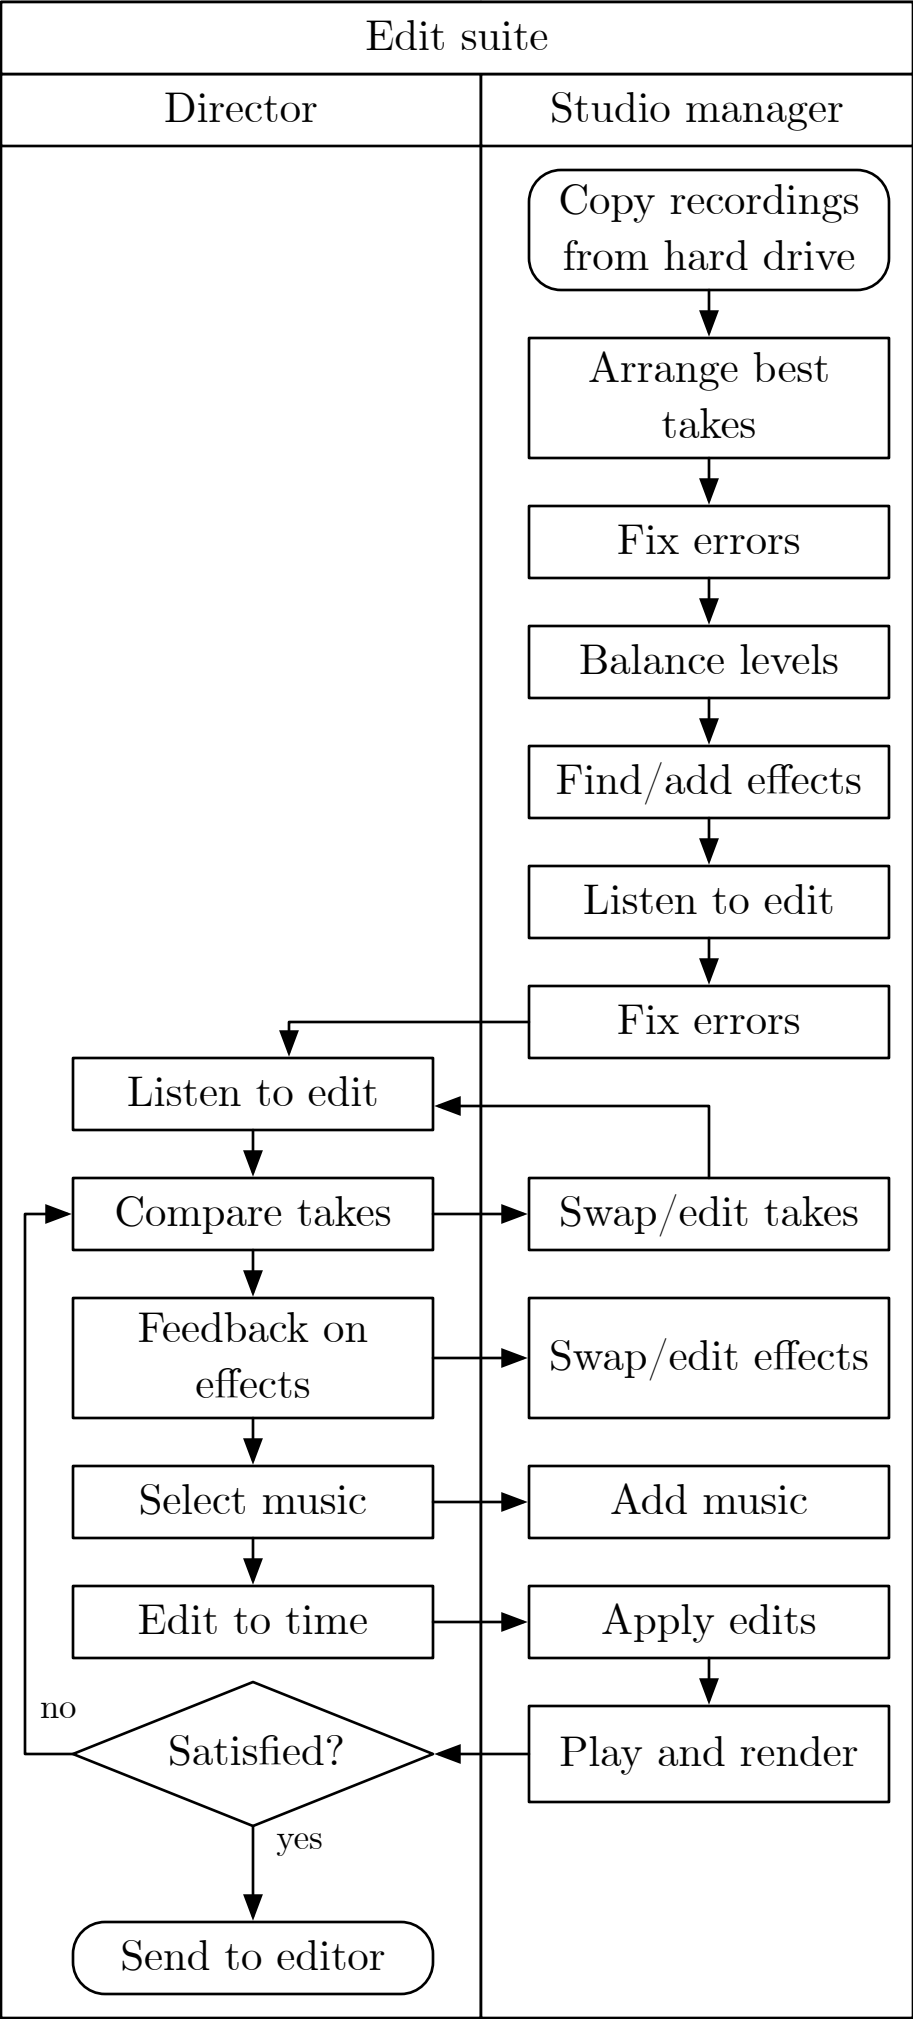 Edit suite
Director
Studio manager
Copy recordings
from hard drive
Arrange best
takes
Fix errors
Balance levels
Find/add effects
Listen to edit
Fix errors
Listen to edit
Compare takes
Swap/edit takes
Feedback on
effects
Swap/edit effects
Select music
Add music
Edit to time
Apply edits
no
Satisfied?
Play and render
yes
Send to editor